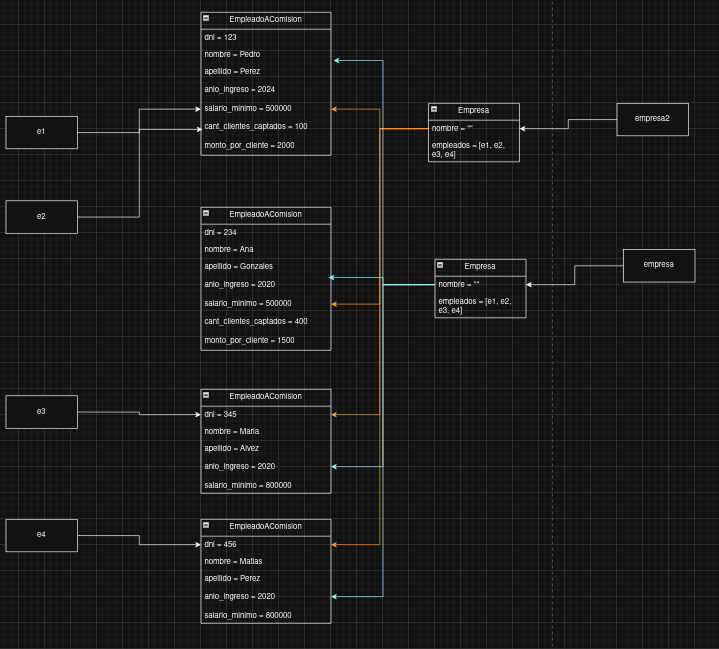 EmpleadoAComision
dni = 123
nombre = Pedro
apellido = Perez
anio_ingreso = 2024
salario_minimo = 500000
cant_clientes_captados = 100
monto_por_cliente = 2000
e1
e2
Empresa
nombre = ""
empleados = [e1, e2,
e3, e4]
empresa2
EmpleadoAComision
dni = 234
nombre = Ana
apellido = Gonzales
anio_ingreso = 2020
salario_minimo = 500000
cant_clientes_captados = 400
monto_por_cliente = 1500
Empresa
nombre = ""
empleados = [e1, e2,
e3, e4]
empresa
e3
EmpleadoAComision
dni = 345
nombre = Maria
apellido = Alvez
anio_ingreso = 2020
salario_minimo = 800000
e4
EmpleadoAComision
dni = 456
nombre = Matias
apellido = Perez
anio_ingreso = 2020
salario_minimo = 800000